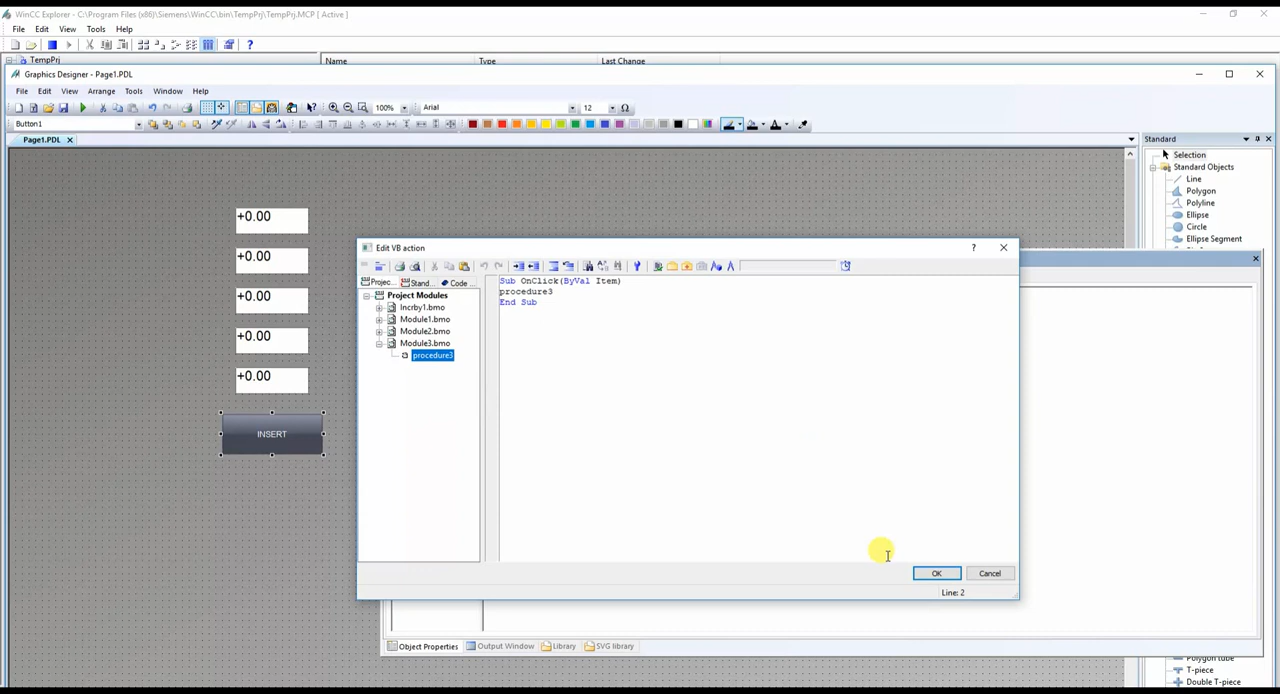 WinCC Explorer - C:\Program Files (x86)\Siemens\WinCC\bin\TempPrj\TempPrj.MCP [ Active ]
File Edit View Tools Help
TempPrj
Name Type Last Change
Graphics Designer - Page1.PDL
File Edit View Arrange Tools Window Help
100% Arial 12
Button1
Page1.PDL
Standard
Selection
Standard Objects
Line
Polygon
Polyline
Ellipse
Circle
Ellipse Segment
+0.00
+0.00
+0.00
+0.00
+0.00
INSERT
Edit VB action
Projec... Stand... Code ...
Project Modules
Incrby1.bmo
Module1.bmo
Module2.bmo
Module3.bmo
procedure3
Sub OnClick(ByVal Item)
procedure3
End Sub
OK Cancel
Line: 2
Object Properties Output Window Library SVG library
Polygon tube
T-piece
Double T-piece